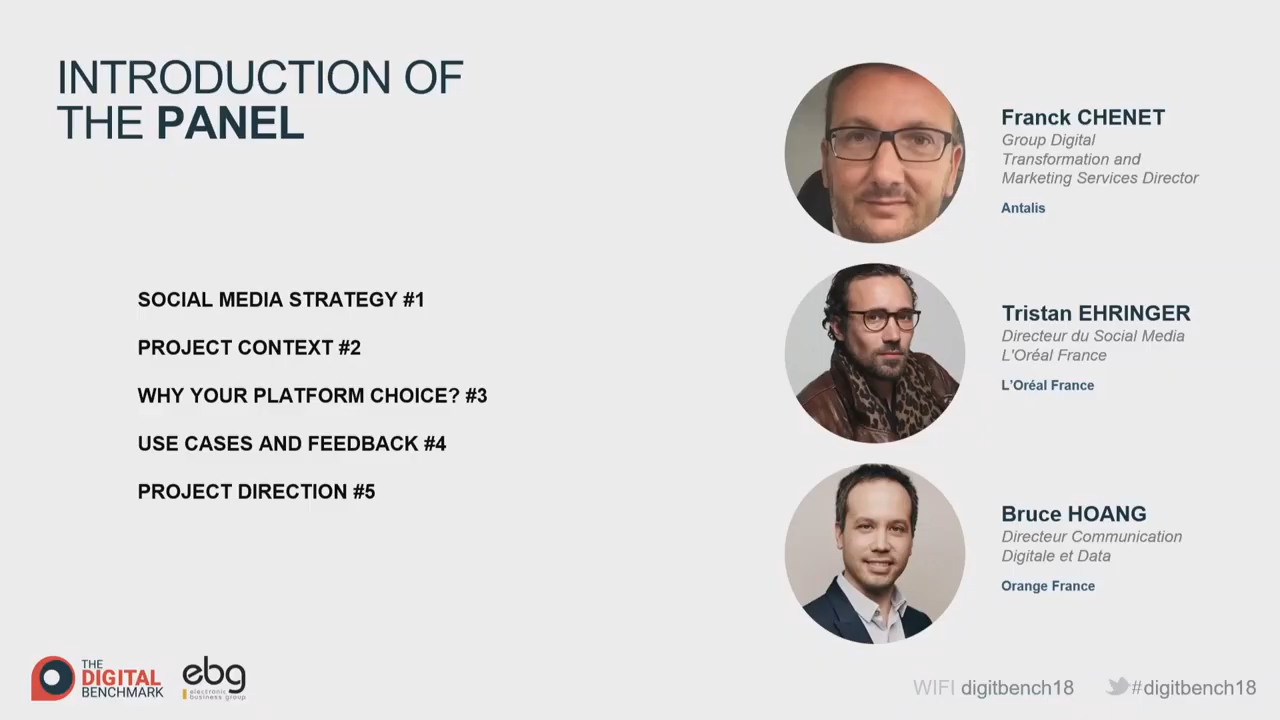 INTRODUCTION OF
THE PANEL
SOCIAL MEDIA STRATEGY #1
PROJECT CONTEXT #2
WHY YOUR PLATFORM CHOICE? #3
USE CASES AND FEEDBACK #4
PROJECT DIRECTION #5
Franck CHENET
Group Digital
Transformation and
Marketing Services Director
Antalis
Tristan EHRINGER
Directeur du Social Media
L'Oréal France
L'Oréal France
Bruce HOANG
Directeur Communication
Digitale et Data
Orange France
THE
DIGITAL
BENCHMARK
ebg
electronic
business group
WIFI digitbench18
#digitbench18